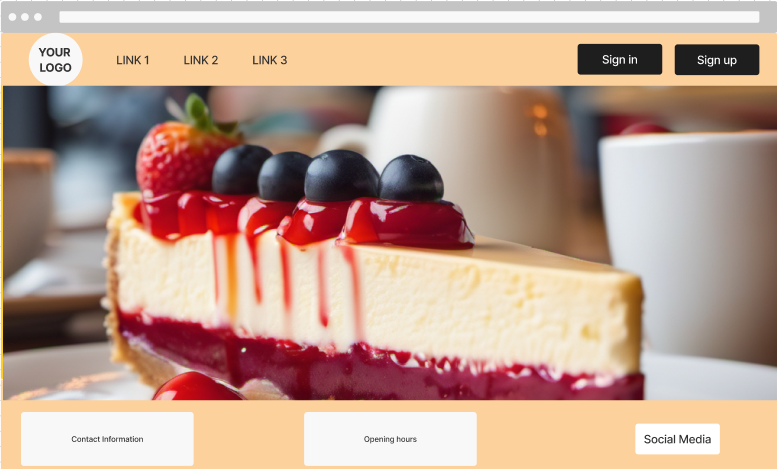 YOUR
LOGO
LINK 1 LINK 2 LINK 3 Sign in Sign up
Contact Information Opening hours Social Media